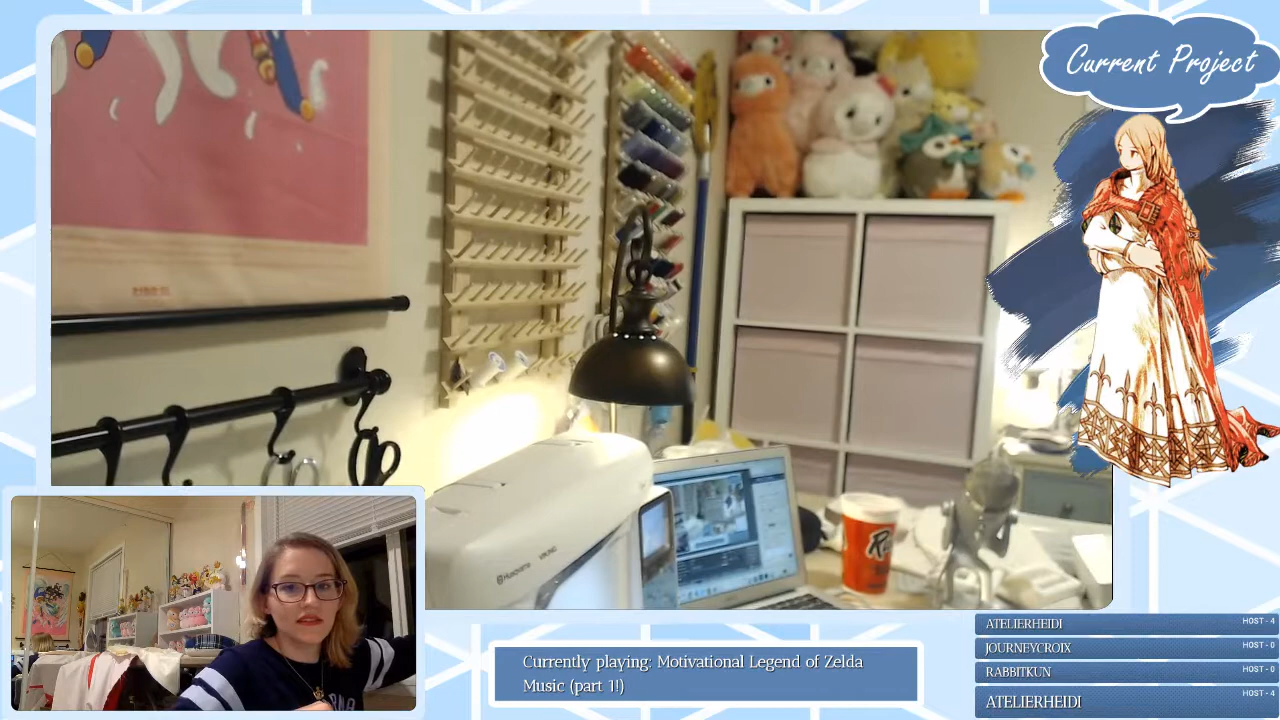 Current Project
HUSQVARNA VIKING
Currently playing: Motivational Legend of Zelda
Music (part 1!)
ATELIERHEIDI HOST - 4
JOURNEYCROIX HOST - 0
RABBITKUN HOST - 0
ATELIERHEIDI HOST - 4